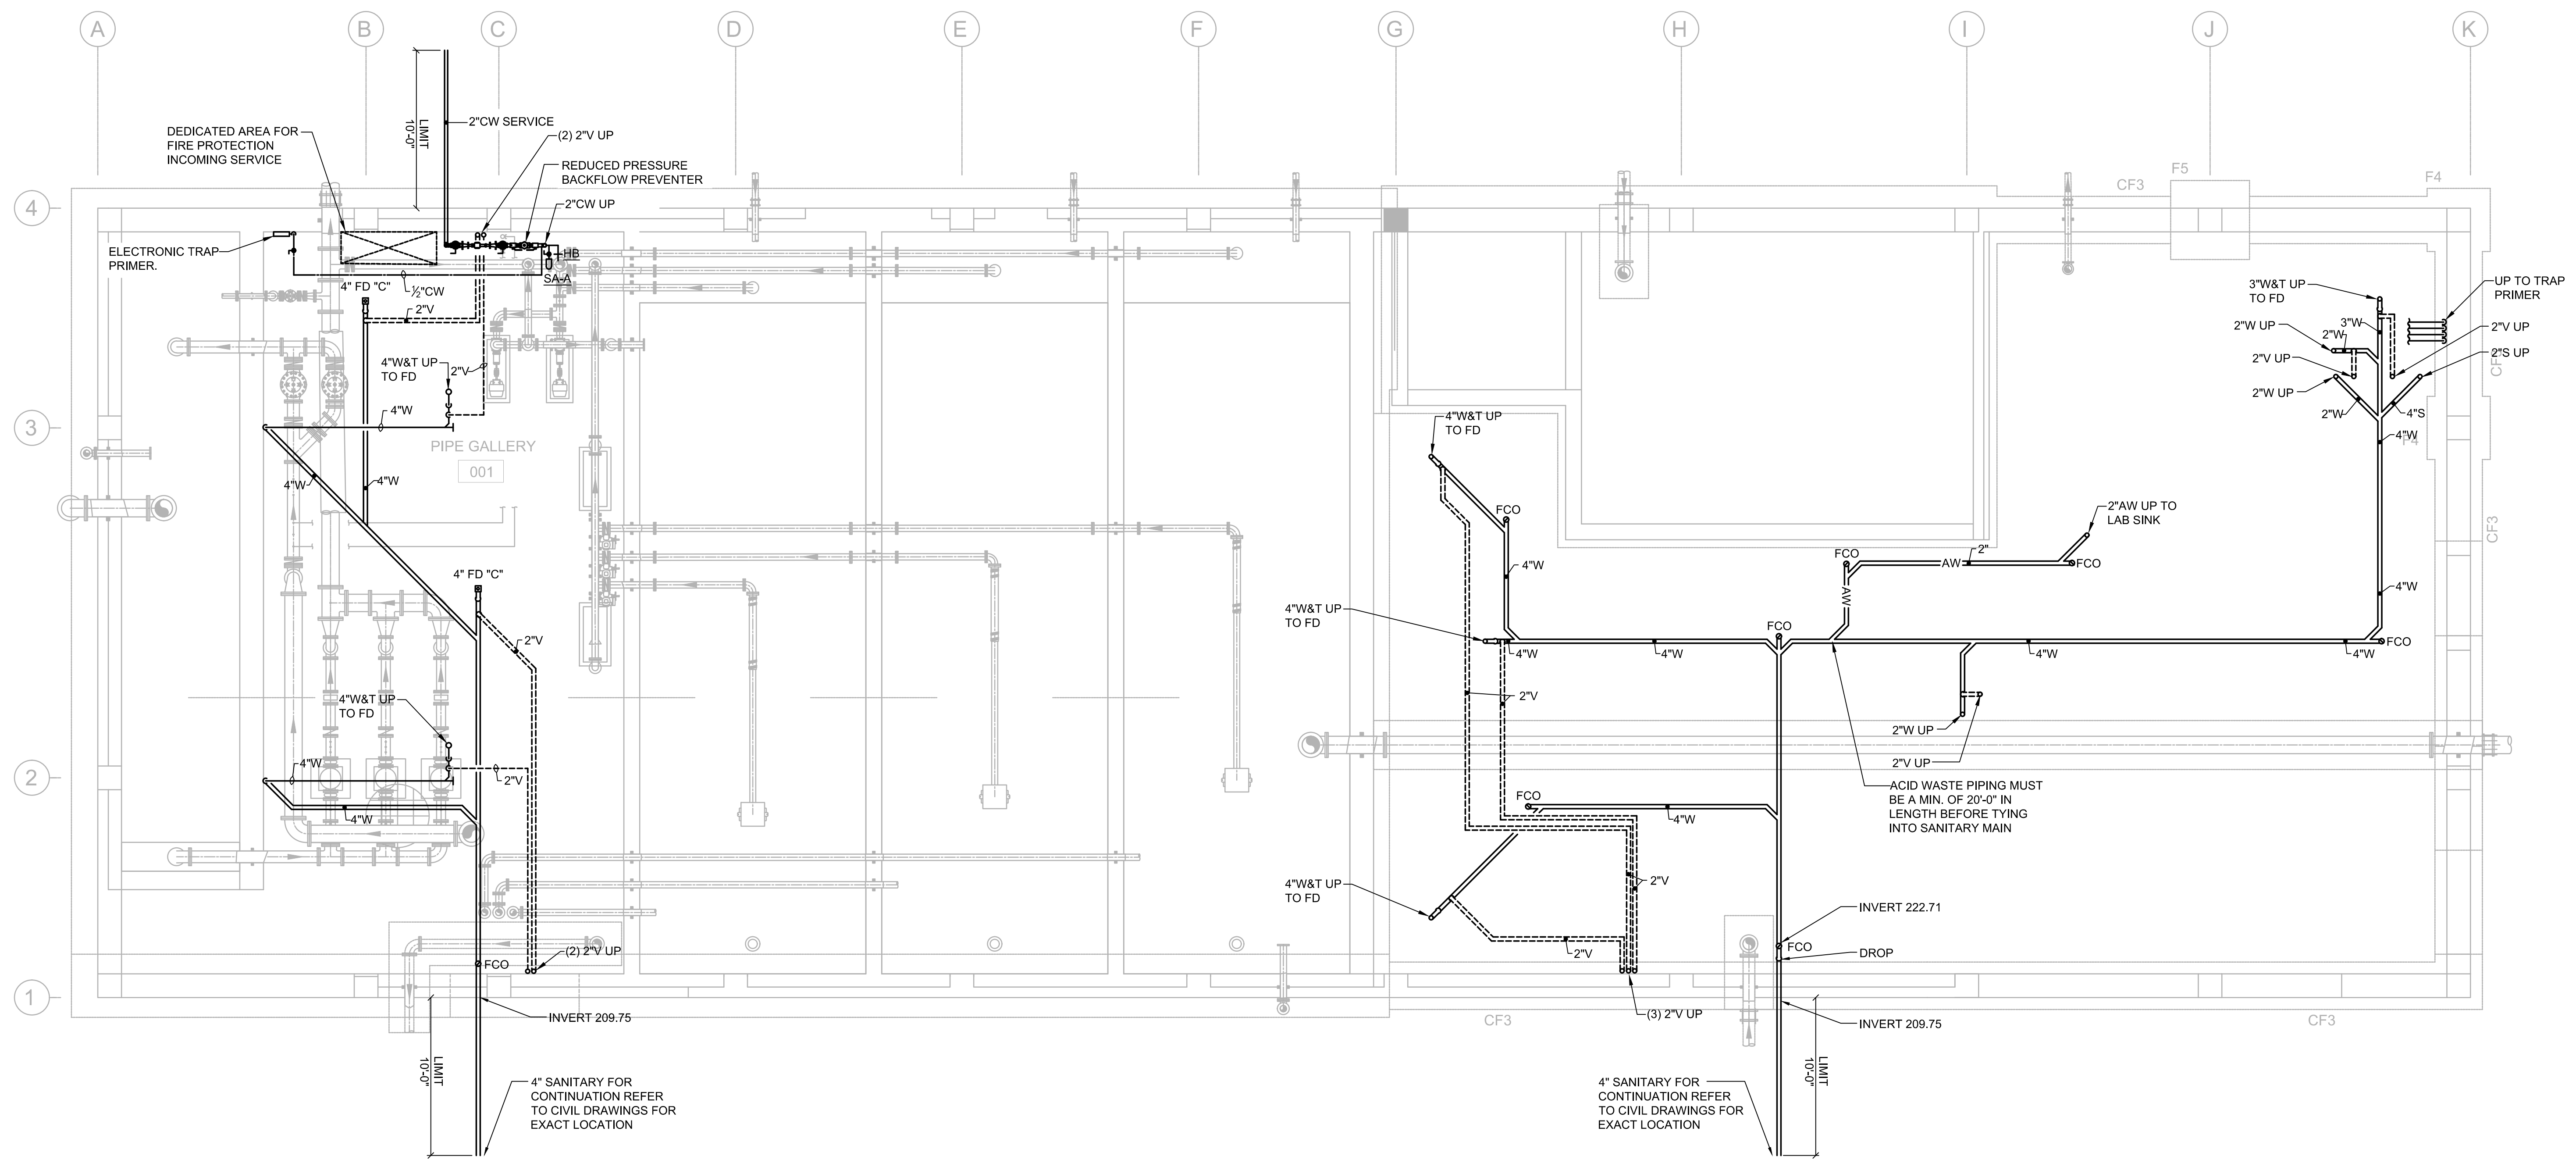 A
B
C
D
E
F
G
H
I
J
K
4
3
2
1
10'-0"
LIMIT
2"CW SERVICE
(2) 2"V UP
DEDICATED AREA FOR
FIRE PROTECTION
INCOMING SERVICE
REDUCED PRESSURE
BACKFLOW PREVENTER
2"CW UP
ELECTRONIC TRAP
PRIMER.
HB
SA-A
½"CW
4" FD "C"
2"V
4"W&T UP
TO FD
2"V
4"W
PIPE GALLERY
001
4"W
4"W
4" FD "C"
2"V
4"W&T UP
TO FD
4"W
2"V
4"W
(2) 2"V UP
FCO
INVERT 209.75
10'-0"
LIMIT
4" SANITARY FOR
CONTINUATION REFER
TO CIVIL DRAWINGS FOR
EXACT LOCATION
F5
CF3
F4
3"W&T UP
TO FD
UP TO TRAP
PRIMER
2"W UP
3"W
2"W
2"V UP
2"V UP
2"S UP
2"W UP
2"W
4"S
4"W
F4
CF3
CF3
4"W&T UP
TO FD
FCO
4"W
2"AW UP TO
LAB SINK
FCO
AW
2"
FCO
AW
4"W
4"W&T UP
TO FD
FCO
4"W
4"W
4"W
4"W
FCO
2"V
2"W UP
2"V UP
ACID WASTE PIPING MUST
BE A MIN. OF 20'-0" IN
LENGTH BEFORE TYING
INTO SANITARY MAIN
FCO
4"W
4"W&T UP
TO FD
2"V
2"V
INVERT 222.71
FCO
DROP
CF3
(3) 2"V UP
INVERT 209.75
CF3
10'-0"
LIMIT
4" SANITARY FOR
CONTINUATION REFER
TO CIVIL DRAWINGS FOR
EXACT LOCATION